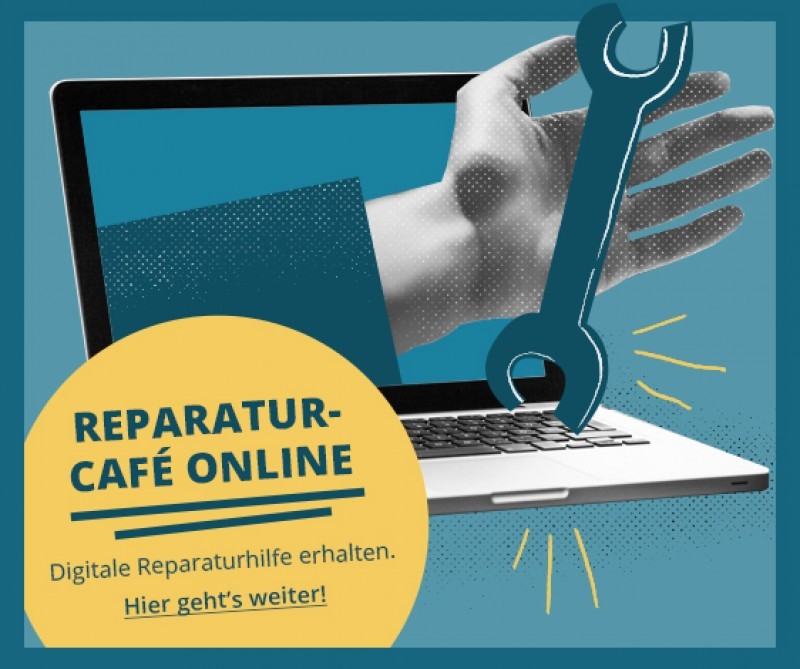 REPARATUR-
CAFÉ ONLINE
Digitale Reparaturhilfe erhalten.
Hier geht's weiter!